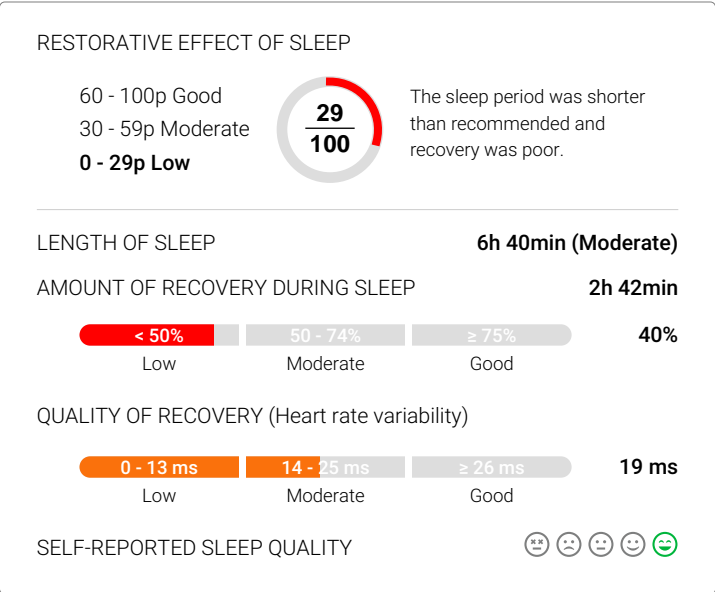 RESTORATIVE EFFECT OF SLEEP
60 - 100p Good
30 - 59p Moderate
0 - 29p Low
29
100
The sleep period was shorter
than recommended and
recovery was poor.
LENGTH OF SLEEP 6h 40min (Moderate)
AMOUNT OF RECOVERY DURING SLEEP 2h 42min
< 50% 50 - 74% ≥ 75% 40%
Low Moderate Good
QUALITY OF RECOVERY (Heart rate variability)
0 - 13 ms 14 - 25 ms ≥ 26 ms 19 ms
Low Moderate Good
SELF-REPORTED SLEEP QUALITY